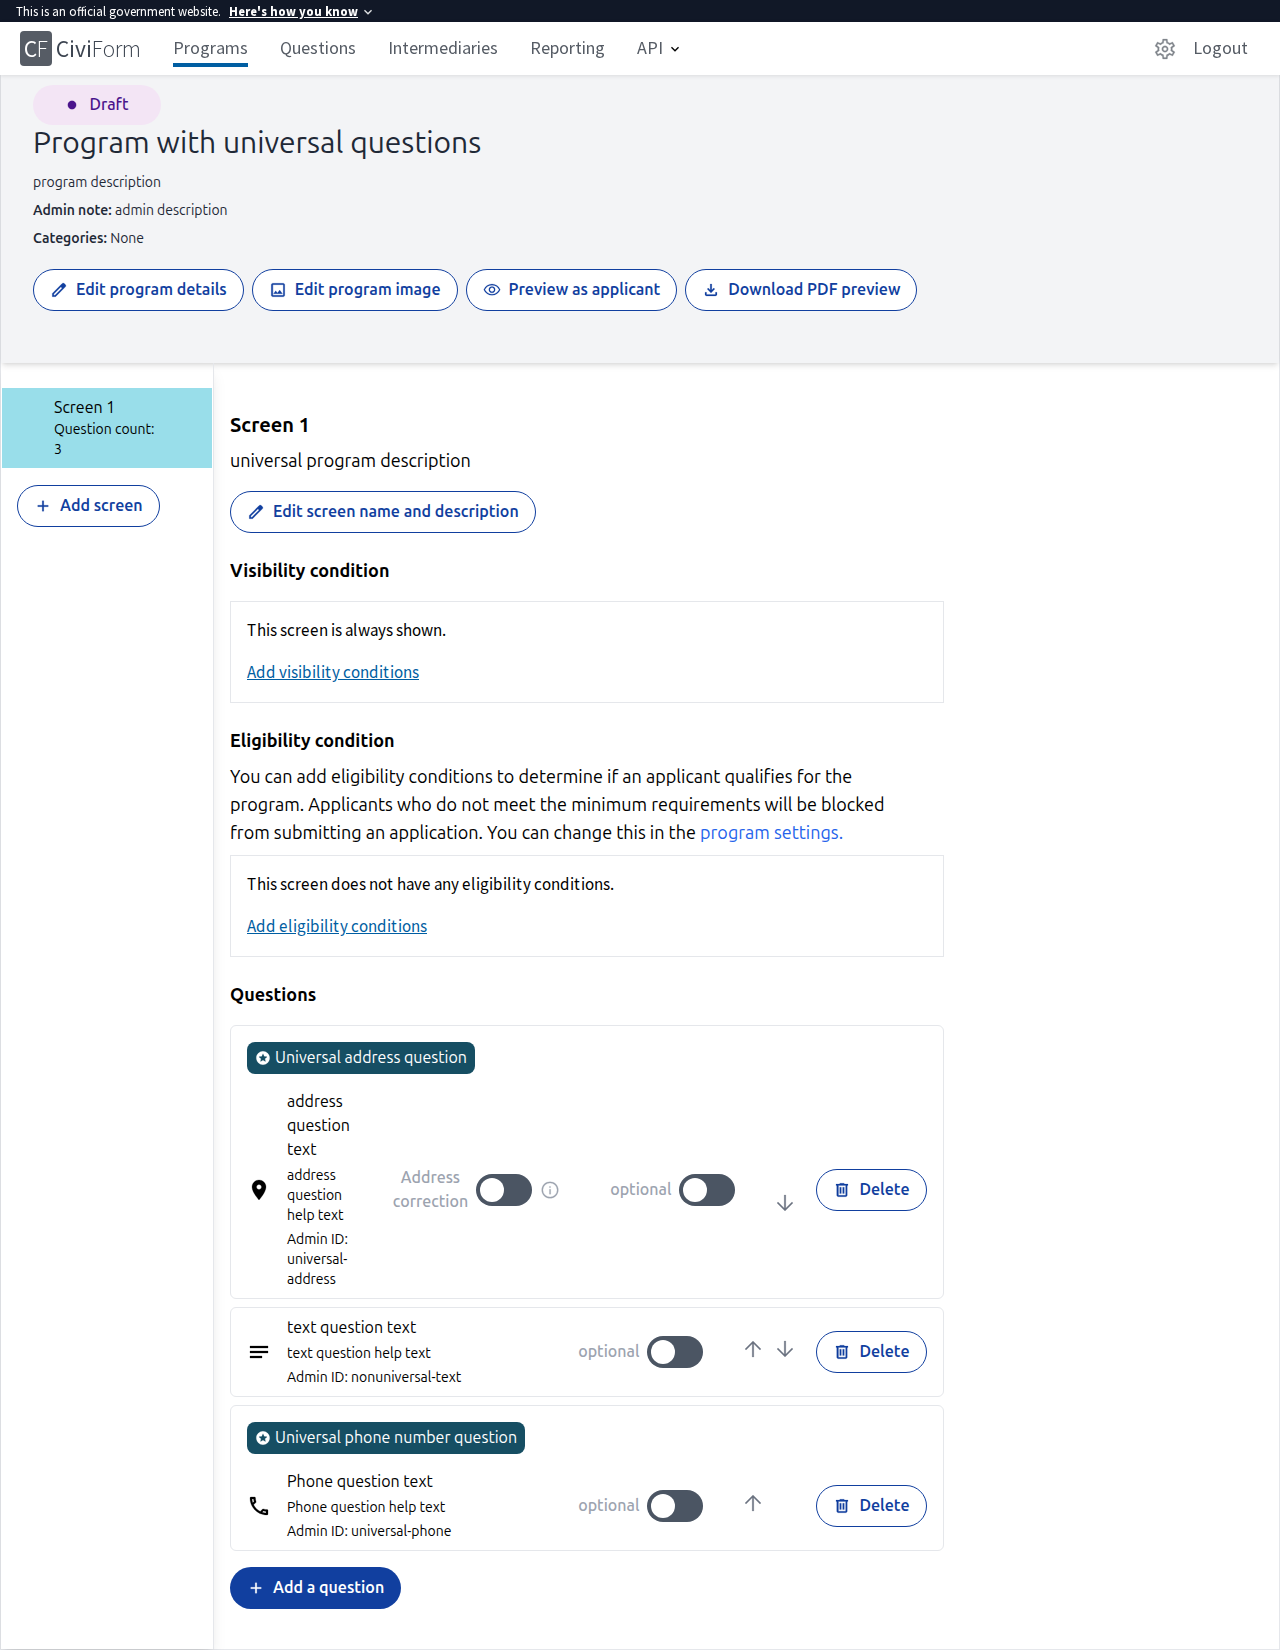 This is an official government website. Here's how you know
CF CiviForm Programs Questions Intermediaries Reporting API Logout
Draft
Program with universal questions
program description
Admin note: admin description
Categories: None
Edit program details Edit program image Preview as applicant Download PDF preview
Screen 1
Question count:
3
Add screen
Screen 1
universal program description
Edit screen name and description
Visibility condition
This screen is always shown.
Add visibility conditions
Eligibility condition
You can add eligibility conditions to determine if an applicant qualifies for the
program. Applicants who do not meet the minimum requirements will be blocked
from submitting an application. You can change this in the program settings.
This screen does not have any eligibility conditions.
Add eligibility conditions
Questions
Universal address question
address
question
text
address
question
help text
Admin ID:
universal-
address
Address
correction
optional
Delete
text question text
text question help text
Admin ID: nonuniversal-text
optional
Delete
Universal phone number question
Phone question text
Phone question help text
Admin ID: universal-phone
optional
Delete
Add a question